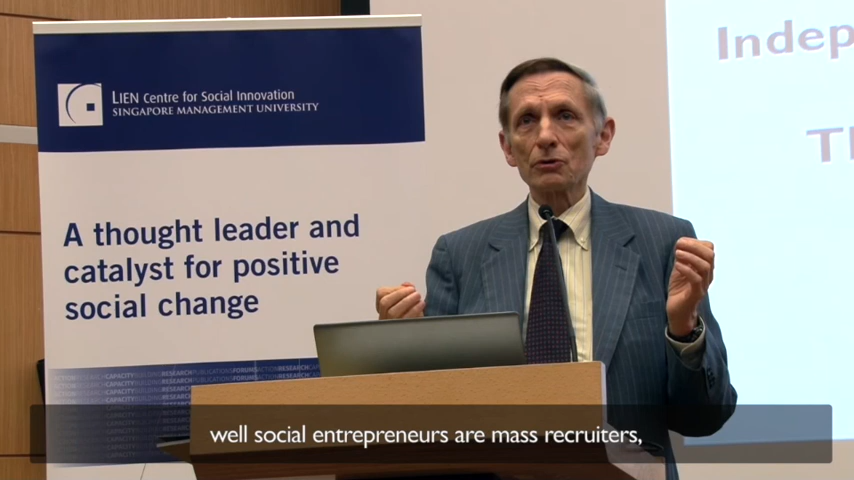 LIEN Centre for Social Innovation
SINGAPORE MANAGEMENT UNIVERSITY
A thought leader and
catalyst for positive
social change
Indep
Th
well social entrepreneurs are mass recruiters,